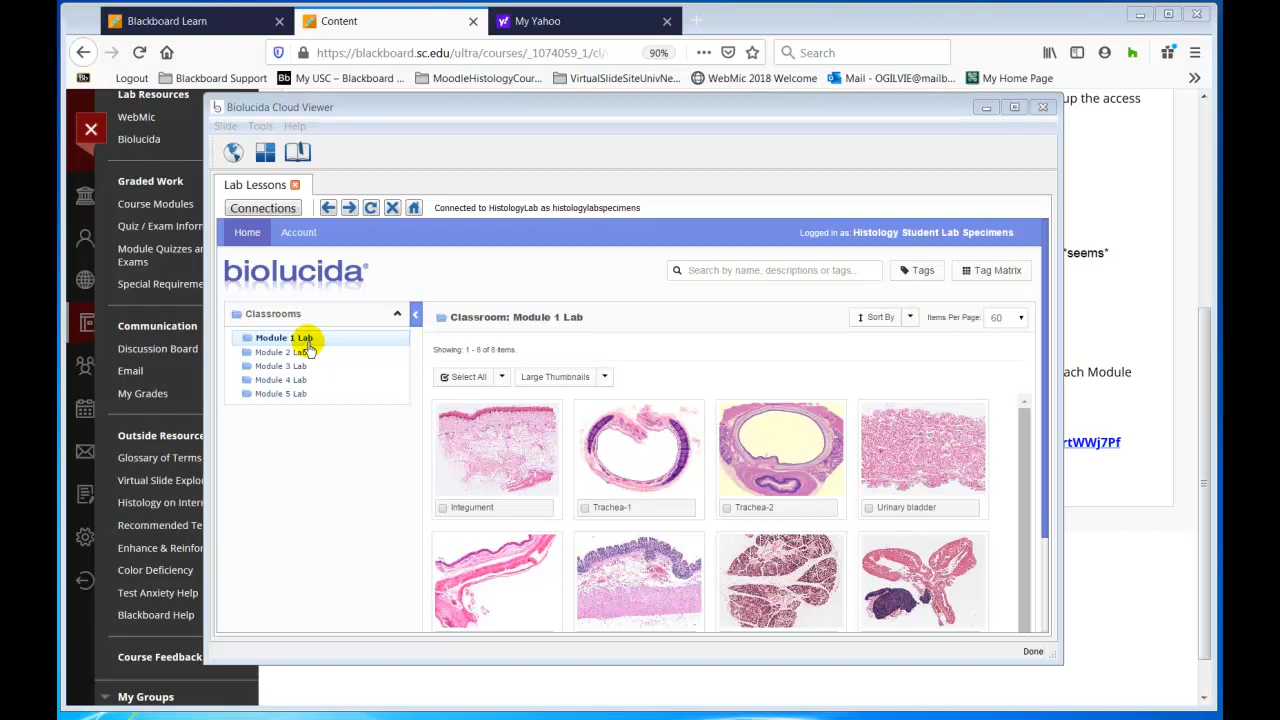 Blackboard Learn
Content
My Yahoo
https://blackboard.sc.edu/ultra/courses/_1074059_1/cl/
90%
Search
Bb
Logout
Blackboard Support
Bb My USC – Blackboard ...
MoodleHistologyCour...
VirtualSlideSiteUnivNe...
WebMic 2018 Welcome
Mail - OGILVIE@mailb...
My Home Page
Lab Resources
WebMic
Biolucida
Graded Work
Course Modules
Quiz / Exam Inforn
Module Quizzes an
Exams
Special Requireme
Communication
Discussion Board
Email
My Grades
Outside Resourc
Glossary of Terms
Virtual Slide Explo
Histology on Intern
Recommended Te
Enhance & Reinfor
Color Deficiency
Test Anxiety Help
Blackboard Help
Course Feedback
My Groups
up the access
*seems*
ach Module
rtWWj7Pf
Biolucida Cloud Viewer
Slide
Tools
Help
Lab Lessons
Connections
Connected to HistologyLab as histologylabspecimens
Home
Account
Logged in as: Histology Student Lab Specimens
biolucida
Search by name, descriptions or tags...
Tags
Tag Matrix
Classrooms
Module 1 Lab
Module 2 Lab
Module 3 Lab
Module 4 Lab
Module 5 Lab
Classroom: Module 1 Lab
Sort By
Items Per Page:
60
Showing: 1 - 8 of 8 items.
Select All
Large Thumbnails
Integument
Trachea-1
Trachea-2
Urinary bladder
Done